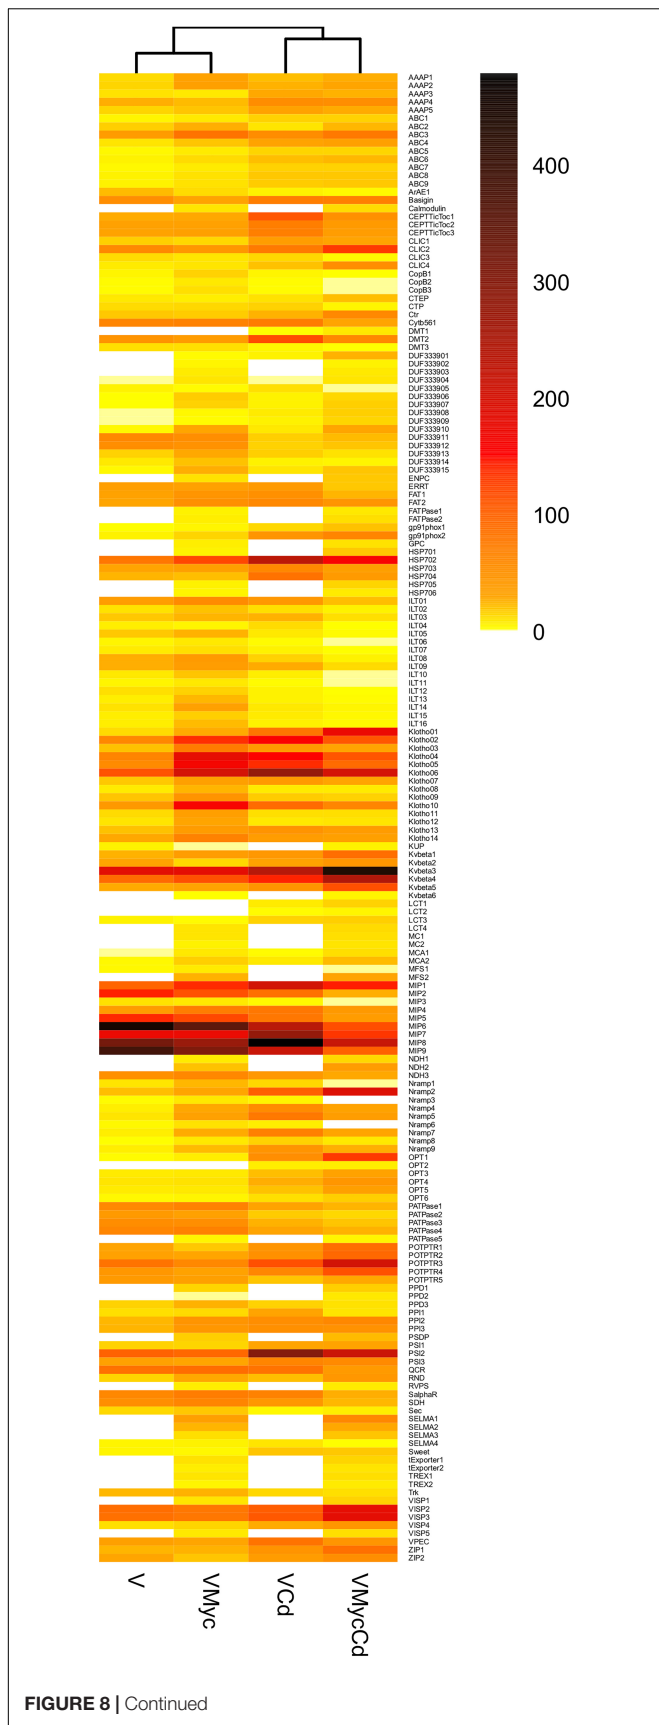 AAAP1
AAAP2
AAAP3
AAAP4
AAAP5
ABC1
ABC2
ABC3
ABC4
ABC5
ABC6
ABC7
ABC8
ABC9
ArAE1
Basigin
Calmodulin
CEPTTicToc1
CEPTTicToc2
CEPTTicToc3
CLIC1
CLIC2
CLIC3
CLIC4
CopB1
CopB2
CopB3
CTEP
CTP
Ctr
Cytb561
DMT1
DMT2
DMT3
DUF333901
DUF333902
DUF333903
DUF333904
DUF333905
DUF333906
DUF333907
DUF333908
DUF333909
DUF333910
DUF333911
DUF333912
DUF333913
DUF333914
DUF333915
ENPC
ERRT
FAT1
FAT2
FATPase1
FATPase2
gp91phox1
gp91phox2
GPC
HSP701
HSP702
HSP703
HSP704
HSP705
HSP706
ILT01
ILT02
ILT03
ILT04
ILT05
ILT06
ILT07
ILT08
ILT09
ILT10
ILT11
ILT12
ILT13
ILT14
ILT15
ILT16
Klotho01
Klotho02
Klotho03
Klotho04
Klotho05
Klotho06
Klotho07
Klotho08
Klotho09
Klotho10
Klotho11
Klotho12
Klotho13
Klotho14
KUP
Kvbeta1
Kvbeta2
Kvbeta3
Kvbeta4
Kvbeta5
Kvbeta6
LCT1
LCT2
LCT3
LCT4
MC1
MC2
MCA1
MCA2
MFS1
MFS2
MIP1
MIP2
MIP3
MIP4
MIP5
MIP6
MIP7
MIP8
MIP9
NDH1
NDH2
NDH3
Nramp1
Nramp2
Nramp3
Nramp4
Nramp5
Nramp6
Nramp7
Nramp8
Nramp9
OPT1
OPT2
OPT3
OPT4
OPT5
OPT6
PATPase1
PATPase2
PATPase3
PATPase4
PATPase5
POTPTR1
POTPTR2
POTPTR3
POTPTR4
POTPTR5
PPD1
PPD2
PPD3
PPI1
PPI2
PPI3
PSDP
PSI1
PSI2
PSI3
QCR
RND
RVPS
SalphaR
SDH
Sec
SELMA1
SELMA2
SELMA3
SELMA4
Sweet
tExporter1
tExporter2
TREX1
TREX2
Trk
VISP1
VISP2
VISP3
VISP4
VISP5
VPEC
ZIP1
ZIP2
400
300
200
100
0
V
VMyc
VCd
VMycCd
FIGURE 8 | Continued